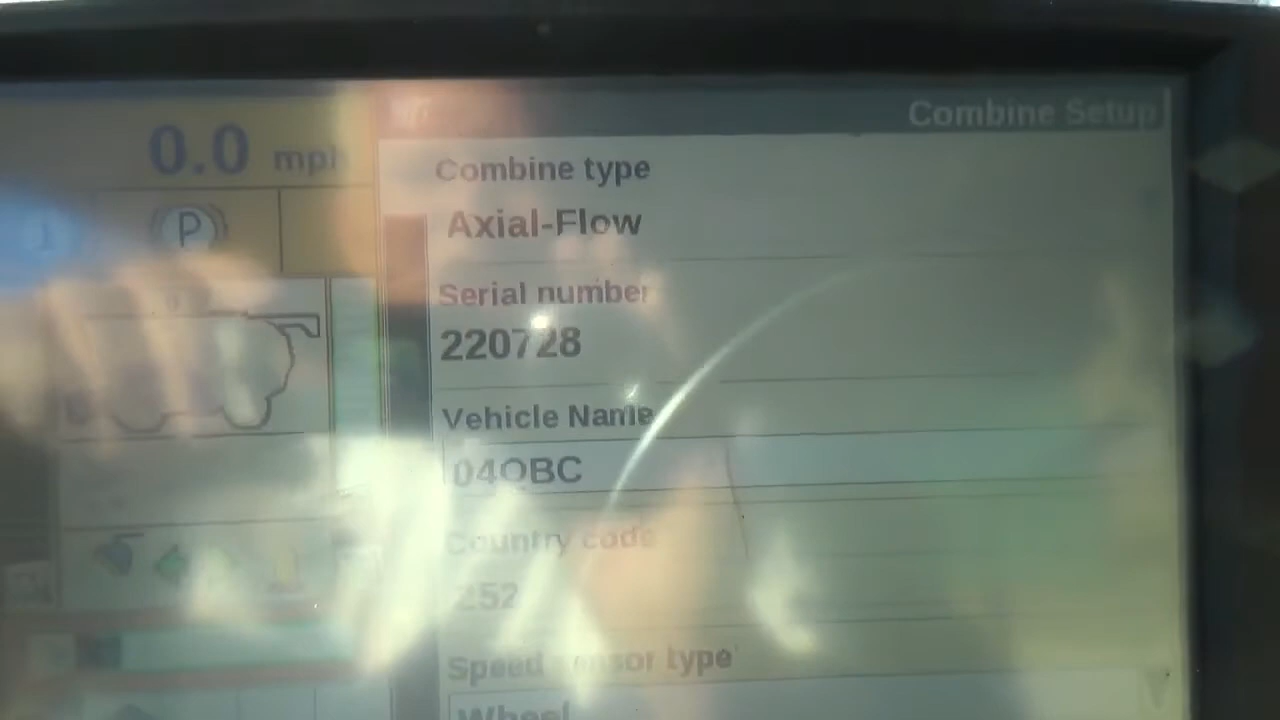 Combine Setup
0.0 mph
P
Combine type
Axial-Flow
Serial number
220728
Vehicle Name
04OBC
Country code
252
Speed sensor type
Wheel